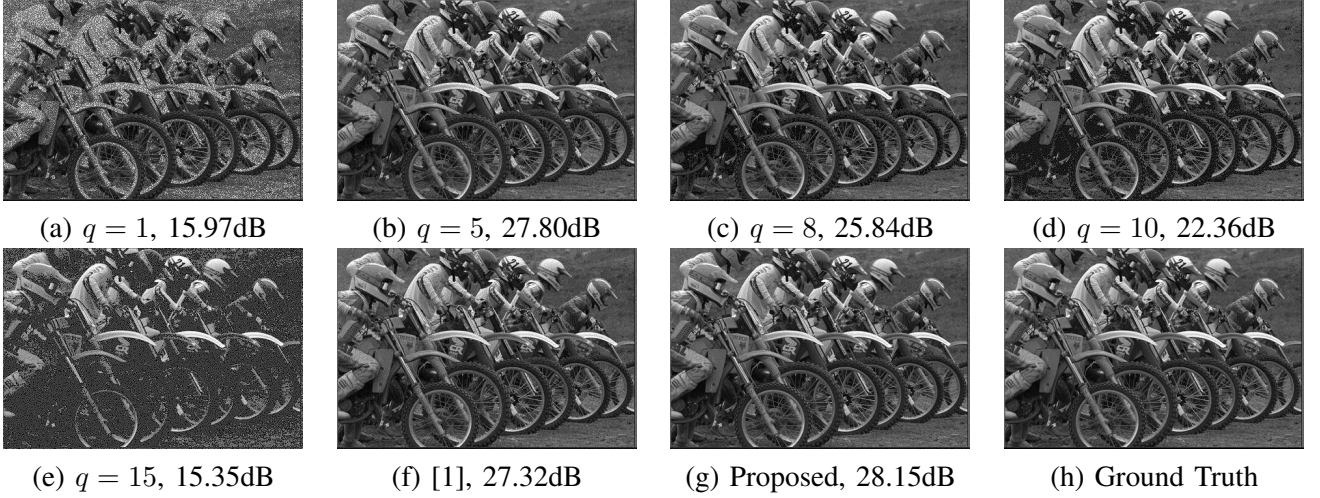 (a) q = 1, 15.97dB
(b) q = 5, 27.80dB
(c) q = 8, 25.84dB
(d) q = 10, 22.36dB
(e) q = 15, 15.35dB
(f) [1], 27.32dB
(g) Proposed, 28.15dB
(h) Ground Truth